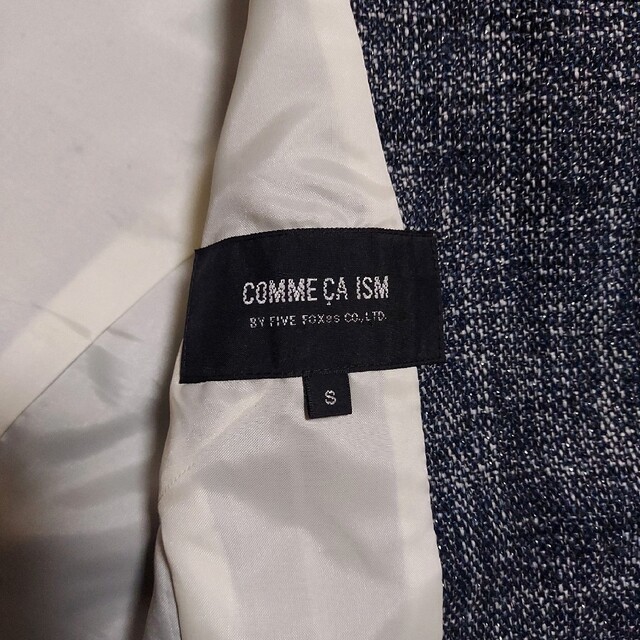 COMME ÇA ISM
BY FIVE FOXes CO.,LTD.
S